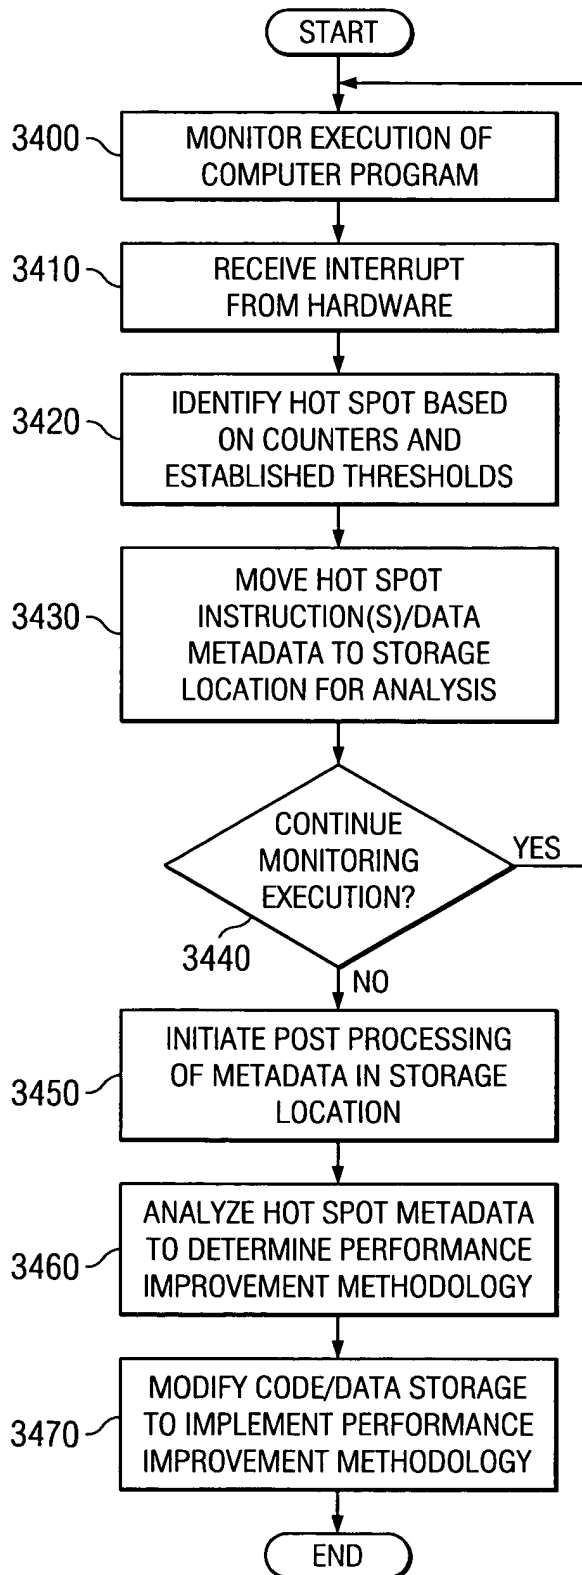 START
3400
MONITOR EXECUTION OF
COMPUTER PROGRAM
3410
RECEIVE INTERRUPT
FROM HARDWARE
3420
IDENTIFY HOT SPOT BASED
ON COUNTERS AND
ESTABLISHED THRESHOLDS
3430
MOVE HOT SPOT
INSTRUCTION(S)/DATA
METADATA TO STORAGE
LOCATION FOR ANALYSIS
CONTINUE
MONITORING
EXECUTION?
YES
3440
NO
3450
INITIATE POST PROCESSING
OF METADATA IN STORAGE
LOCATION
3460
ANALYZE HOT SPOT METADATA
TO DETERMINE PERFORMANCE
IMPROVEMENT METHODOLOGY
3470
MODIFY CODE/DATA STORAGE
TO IMPLEMENT PERFORMANCE
IMPROVEMENT METHODOLOGY
END